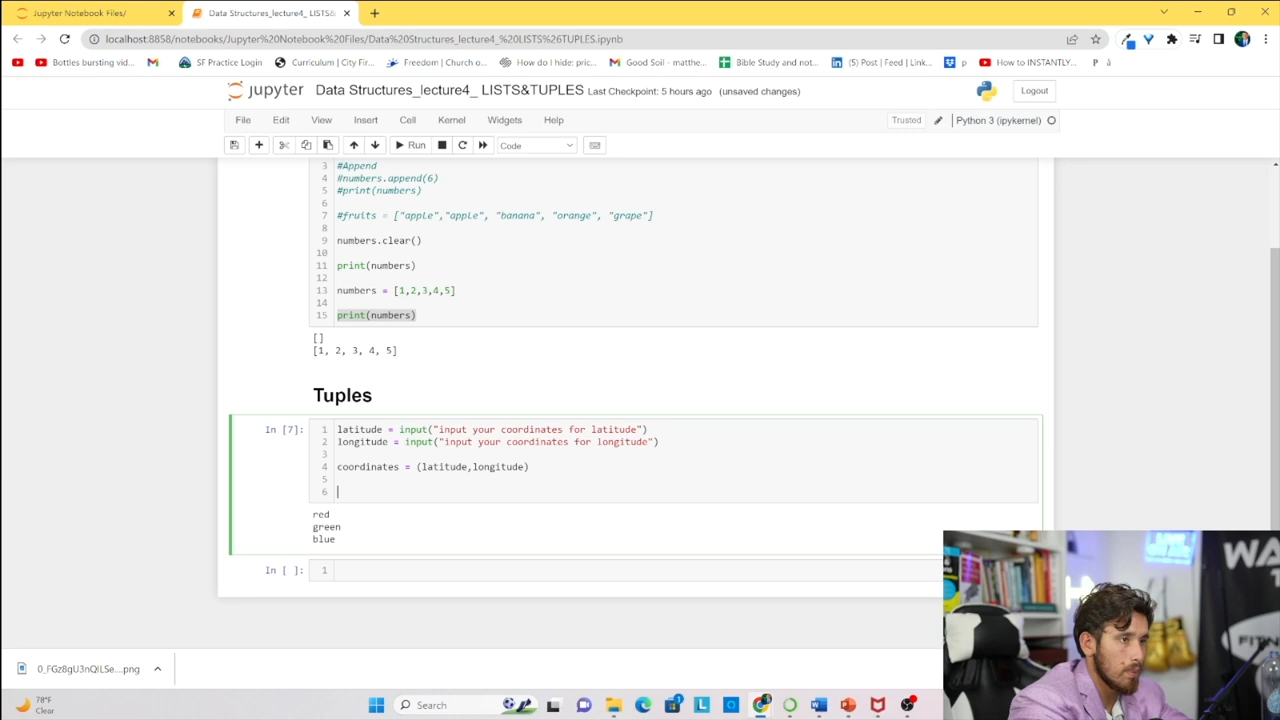 Jupyter Notebook Files/
Data Structures_lecture4_ LISTS&
localhost:8858/notebooks/Jupyter%20Notebook%20Files/Data%20Structures_lecture4_%20LISTS%26TUPLES.ipynb
Bottles bursting vid...
SF Practice Login
Curriculum | City Fir...
Freedom | Church o...
How do I hide: pric...
Good Soil - matthe...
Bible Study and not...
(5) Post | Feed | Link...
p
How to INSTANTLY...
P à
jupyter Data Structures_lecture4_ LISTS&TUPLES Last Checkpoint: 5 hours ago (unsaved changes)
Logout
File Edit View Insert Cell Kernel Widgets Help
Trusted
Python 3 (ipykernel)
Run
Code
3 #Append
4 #numbers.append(6)
5 #print(numbers)
6
7 #fruits = ["apple","apple", "banana", "orange", "grape"]
8
9 numbers.clear()
10
11 print(numbers)
12
13 numbers = [1,2,3,4,5]
14
15 print(numbers)
[]
[1, 2, 3, 4, 5]
Tuples
In [7]:
1 latitude = input("input your coordinates for latitude")
2 longitude = input("input your coordinates for longitude")
3
4 coordinates = (latitude,longitude)
5
6
red
green
blue
In [ ]: 1
WA
FITN
0_FGz8gU3nQILSe....png
78°F
Clear
Search